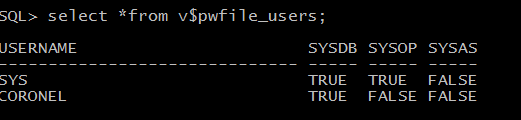 SQL> select *from v$pwfile_users;
USERNAME                       SYSDB SYSOP SYSAS
------------------------------ ----- ----- -----
SYS                            TRUE  TRUE  FALSE
CORONEL                        TRUE  FALSE FALSE